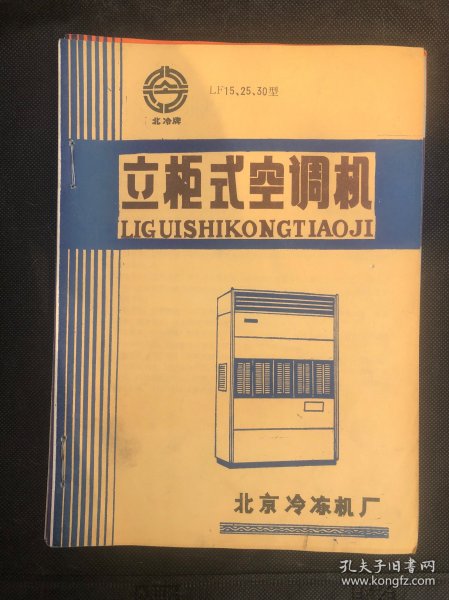 LF15、25、30型
北冷牌
立柜式空调机
LIGUISHIKONGTIAOJI
北京冷冻机厂
孔夫子旧书网
www.kongfz.com